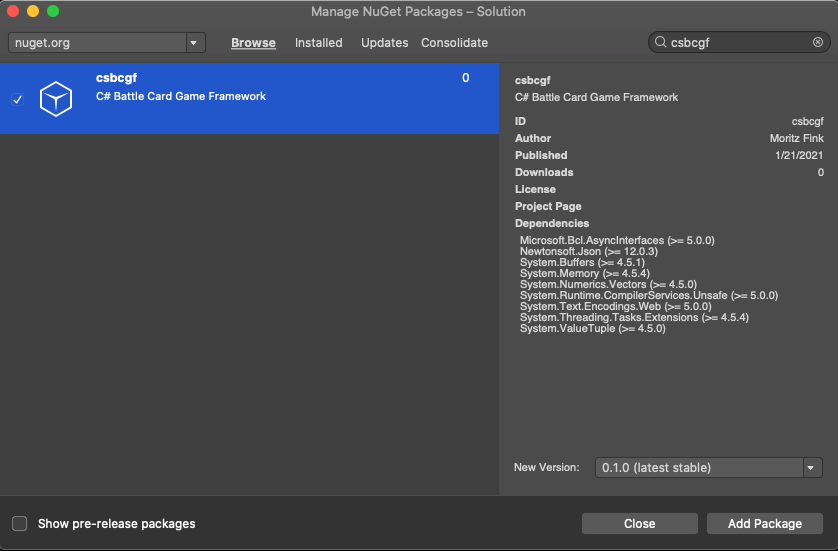 Manage NuGet Packages – Solution
nuget.org
Browse Installed Updates Consolidate
csbcgf
csbcgf 0
C# Battle Card Game Framework
csbcgf
C# Battle Card Game Framework
ID csbcgf
Author Moritz Fink
Published 1/21/2021
Downloads 0
License
Project Page
Dependencies
Microsoft.Bcl.AsyncInterfaces (>= 5.0.0)
Newtonsoft.Json (>= 12.0.3)
System.Buffers (>= 4.5.1)
System.Memory (>= 4.5.4)
System.Numerics.Vectors (>= 4.5.0)
System.Runtime.CompilerServices.Unsafe (>= 5.0.0)
System.Text.Encodings.Web (>= 5.0.0)
System.Threading.Tasks.Extensions (>= 4.5.4)
System.ValueTuple (>= 4.5.0)
New Version: 0.1.0 (latest stable)
Show pre-release packages
Close Add Package